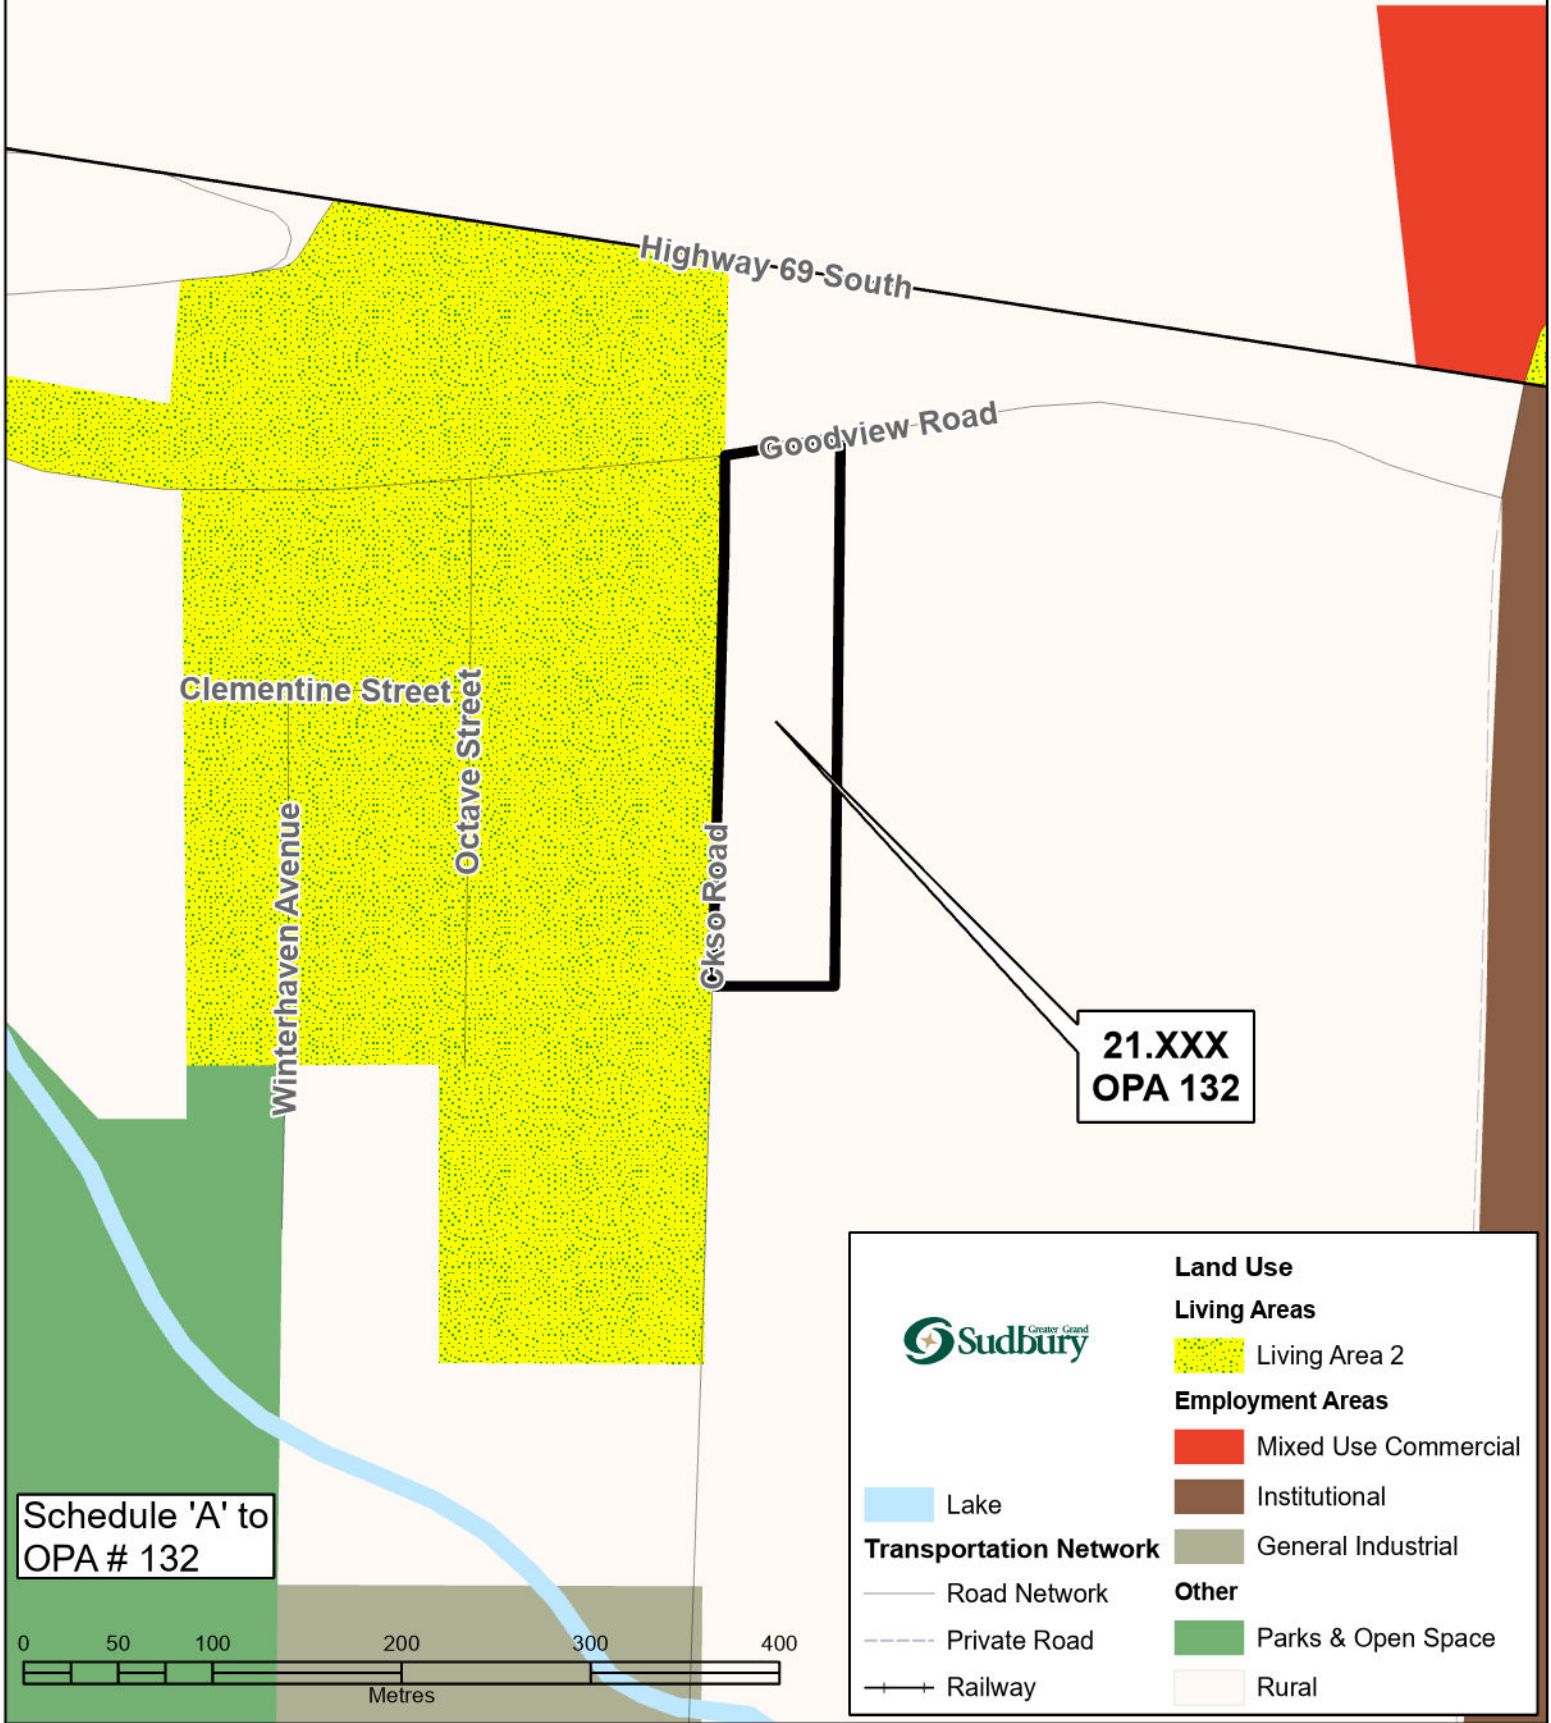 Highway 69 South
Goodview Road
Clementine Street
Octave Street
Winterhaven Avenue
Ckso Road
21.XXX
OPA 132
Schedule 'A' to
OPA # 132
0 50 100 200 300 400
Metres
Greater Grand
Sudbury
Lake
Transportation Network
Road Network
Private Road
Railway
Land Use
Living Areas
Living Area 2
Employment Areas
Mixed Use Commercial
Institutional
General Industrial
Other
Parks & Open Space
Rural